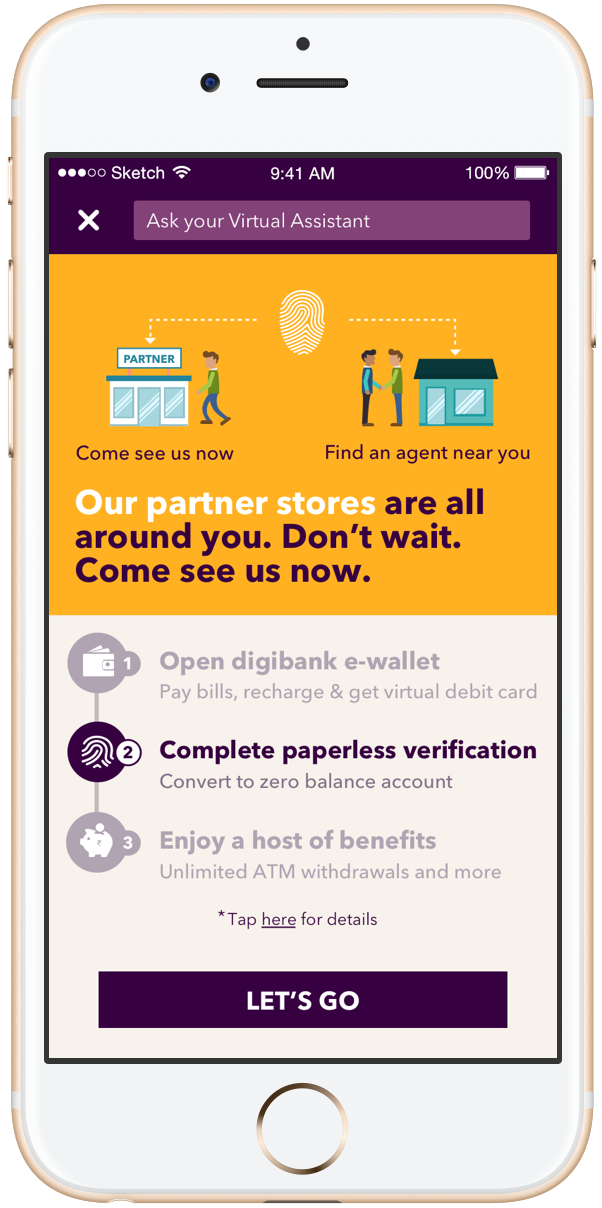 Sketch 9:41 AM 100%
Ask your Virtual Assistant
PARTNER
Come see us now
Find an agent near you
Our partner stores are all
around you. Don’t wait.
Come see us now.
1
Open digibank e-wallet
Pay bills, recharge & get virtual debit card
2
Complete paperless verification
Convert to zero balance account
3
Enjoy a host of benefits
Unlimited ATM withdrawals and more
*Tap here for details
LET’S GO